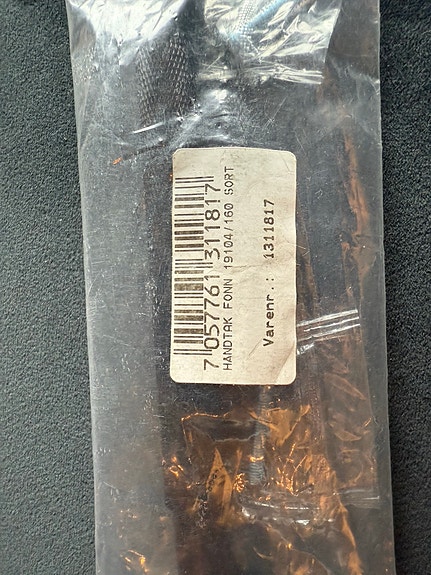 7 057761 311817
HANDTAK FONN 19104/160 SORT
Varenr.: 1311817